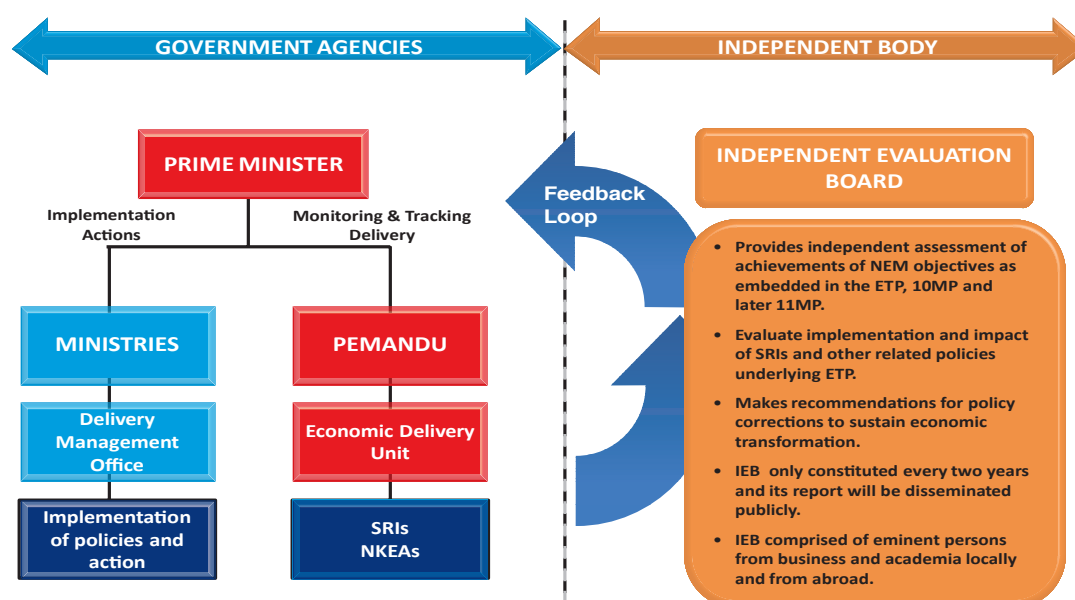 GOVERNMENT AGENCIES
INDEPENDENT BODY
PRIME MINISTER
Implementation
Actions
Monitoring & Tracking
Delivery
MINISTRIES
PEMANDU
Delivery
Management
Office
Economic Delivery
Unit
Implementation
of policies and
action
SRIs
NKEAs
Feedback
Loop
INDEPENDENT EVALUATION
BOARD
• Provides independent assessment of
achievements of NEM objectives as
embedded in the ETP, 10MP and
later 11MP.
• Evaluate implementation and impact
of SRIs and other related policies
underlying ETP.
• Makes recommendations for policy
corrections to sustain economic
transformation.
• IEB only constituted every two years
and its report will be disseminated
publicly.
• IEB comprised of eminent persons
from business and academia locally
and from abroad.